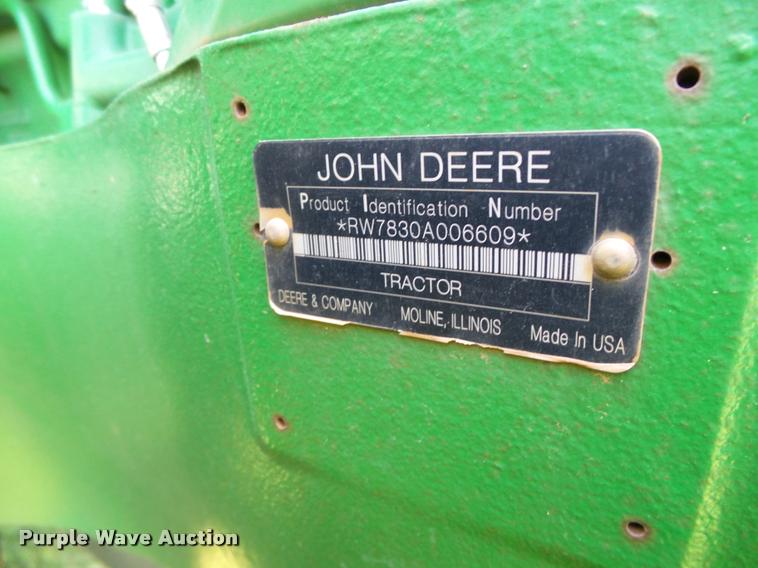 JOHN DEERE
Product Identification Number
*RW7830A006609*
TRACTOR
DEERE & COMPANY MOLINE, ILLINOIS Made In USA
Purple Wave Auction